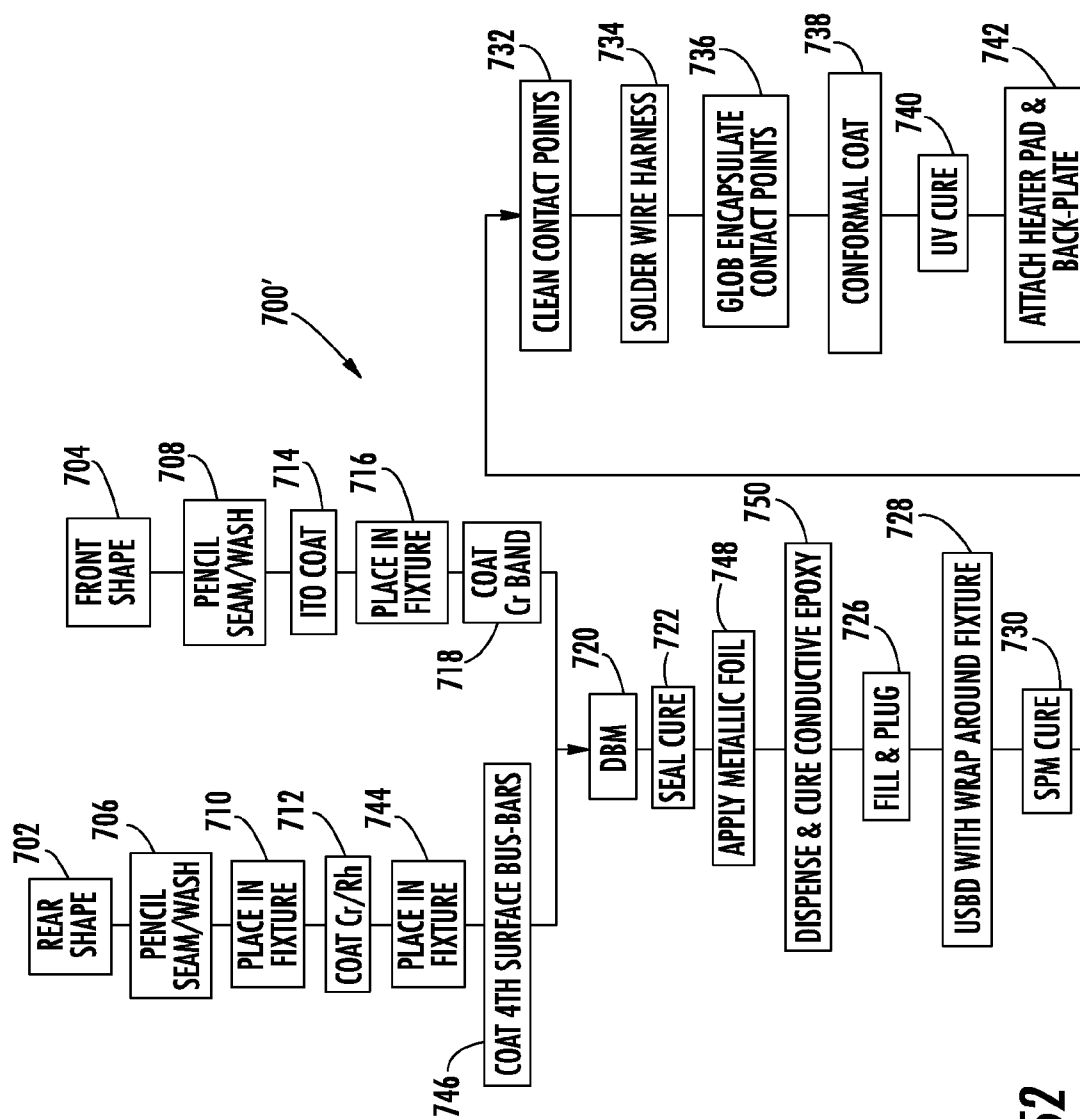 700'
702
REAR
SHAPE
706
PENCIL
SEAM/WASH
710
PLACE IN
FIXTURE
712
COAT Cr/Rh
744
PLACE IN
FIXTURE
746
COAT 4TH SURFACE BUS-BARS
704
FRONT
SHAPE
708
PENCIL
SEAM/WASH
714
ITO COAT
716
PLACE IN
FIXTURE
718
COAT
Cr BAND
720
DBM
722
SEAL CURE
748
APPLY METALLIC FOIL
750
DISPENSE & CURE CONDUCTIVE EPOXY
726
FILL & PLUG
728
USBD WITH WRAP AROUND FIXTURE
730
SPM CURE
732
CLEAN CONTACT POINTS
734
SOLDER WIRE HARNESS
736
GLOB ENCAPSULATE
CONTACT POINTS
738
CONFORMAL COAT
740
UV CURE
742
ATTACH HEATER PAD &
BACK-PLATE
52